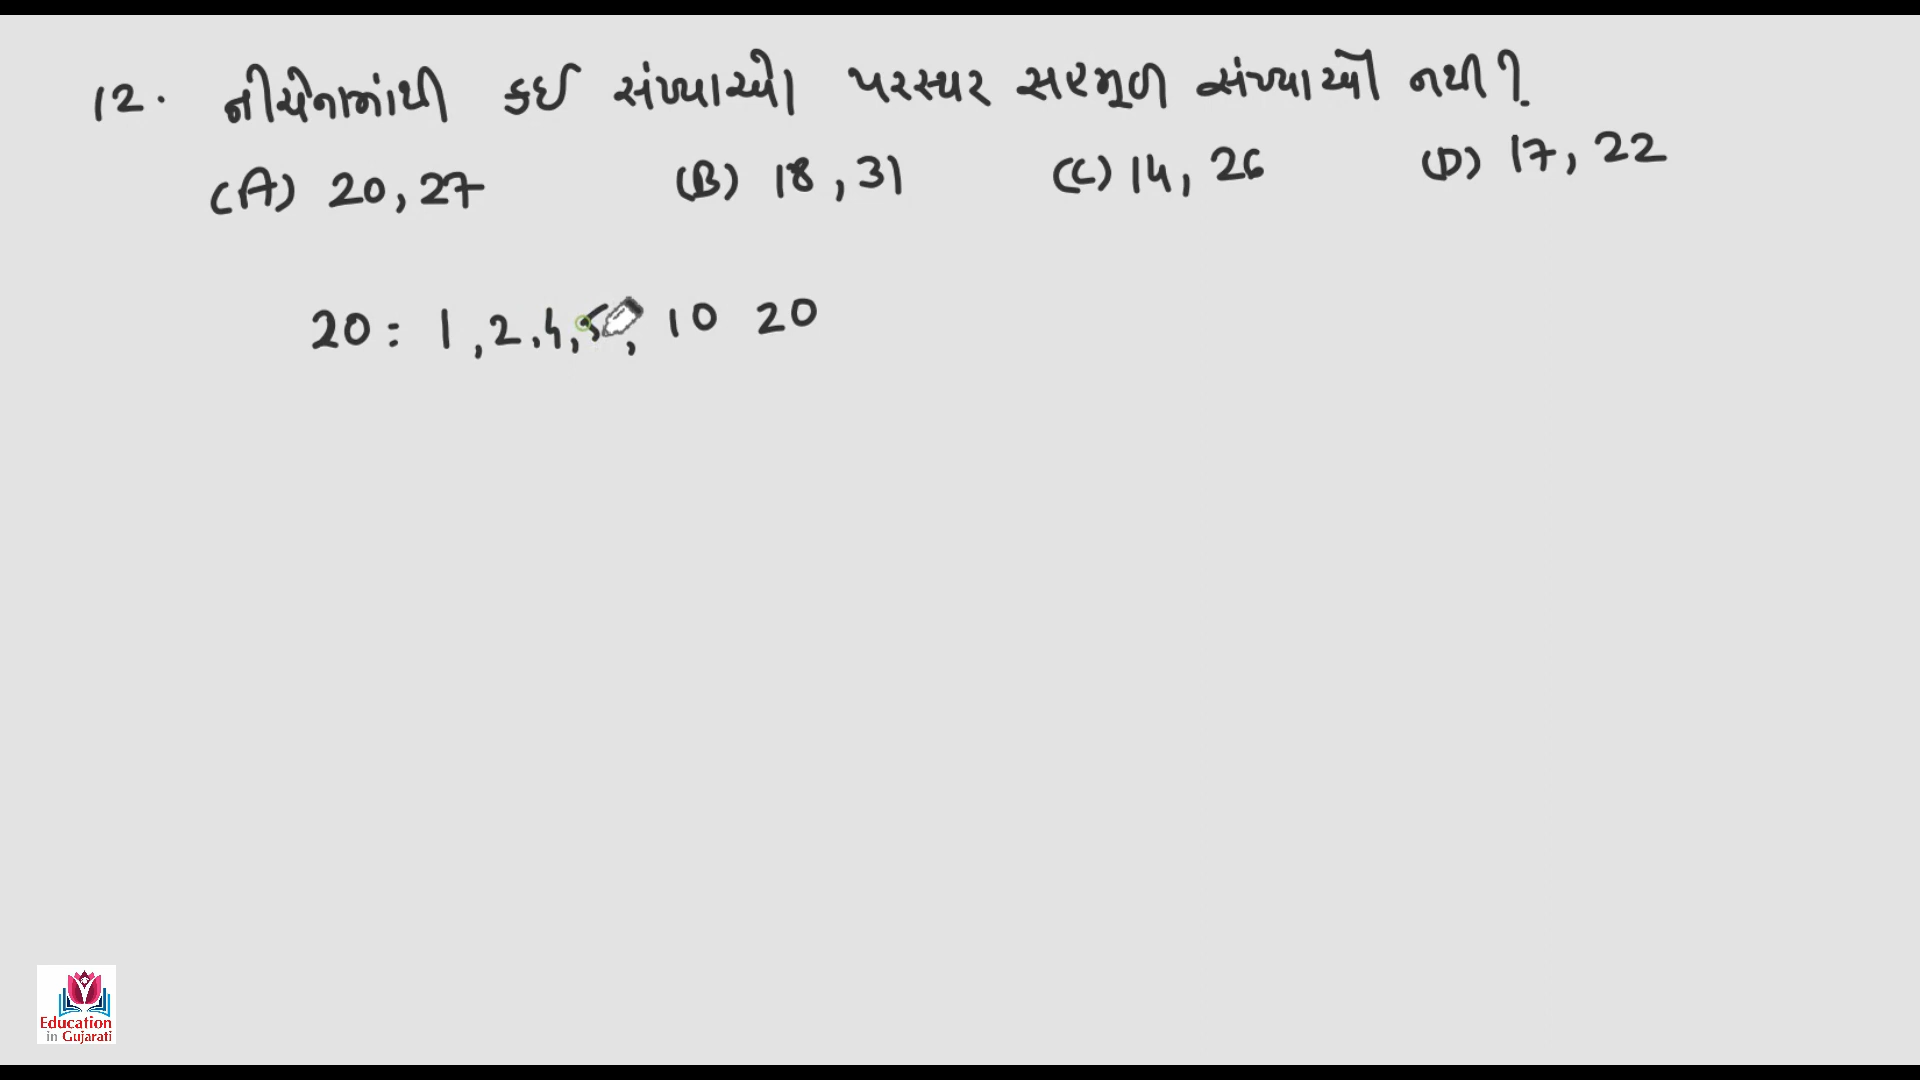 12. નીચેનામાંથી કઈ સંખ્યાઓ પરસ્પર સહમૂળ સંખ્યાઓ નથી?
(A) 20, 27 (B) 18, 31 (C) 14, 26 (D) 17, 22
20 = 1, 2, 4, 5, 10 20
Education
in Gujarati